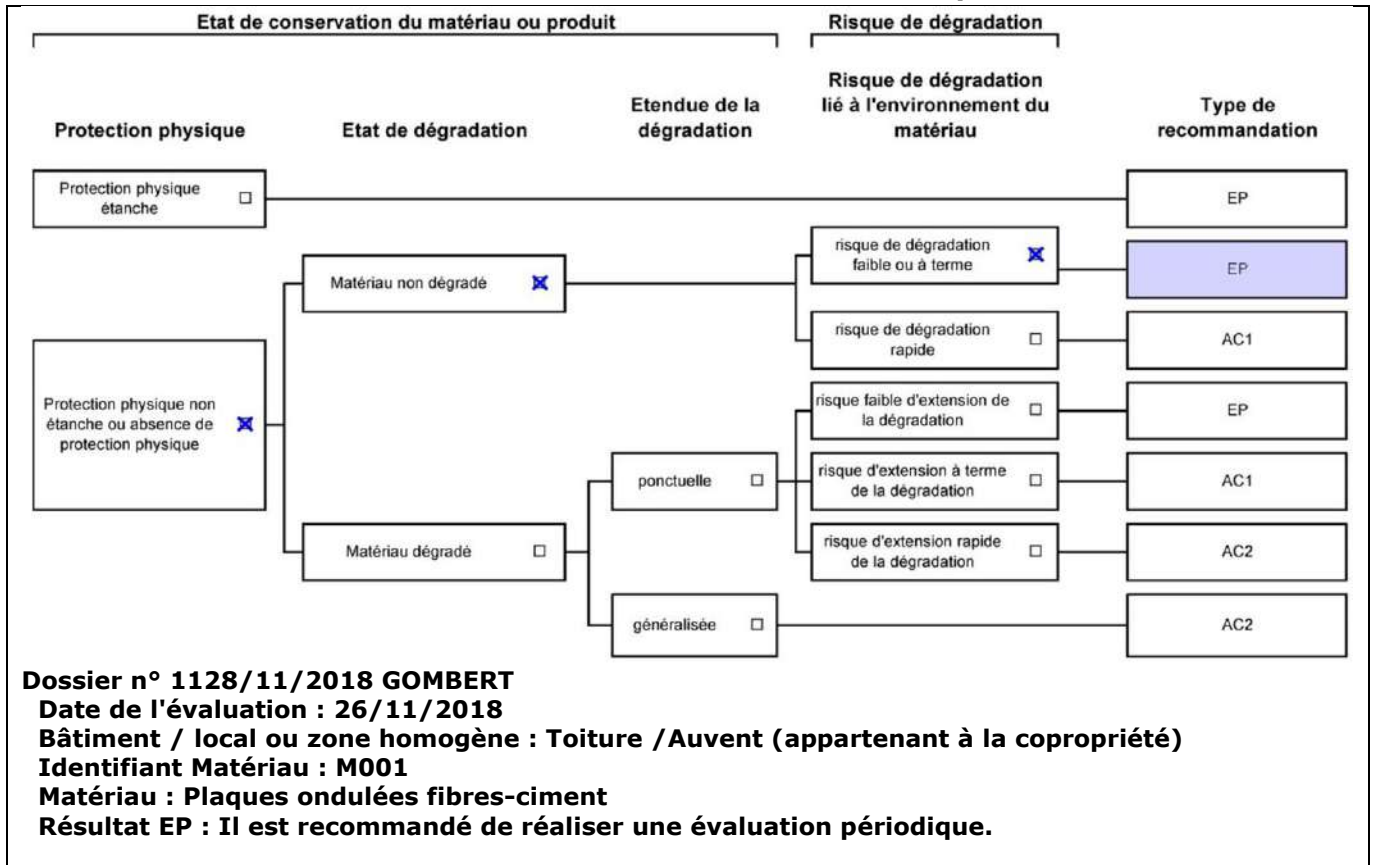 Etat de conservation du matériau ou produit
Risque de dégradation
Protection physique
Etat de dégradation
Etendue de la
dégradation
Risque de dégradation
lié à l'environnement du
matériau
Type de
recommandation
Protection physique
étanche
EP
risque de dégradation
faible ou à terme
EP
Matériau non dégradé
risque de dégradation
rapide
AC1
Protection physique non
étanche ou absence de
protection physique
risque faible d'extension de
la dégradation
EP
ponctuelle
risque d'extension à terme
de la dégradation
AC1
Matériau dégradé
risque d'extension rapide
de la dégradation
AC2
généralisée
AC2
Dossier n° 1128/11/2018 GOMBERT
Date de l'évaluation : 26/11/2018
Bâtiment / local ou zone homogène : Toiture /Auvent (appartenant à la copropriété)
Identifiant Matériau : M001
Matériau : Plaques ondulées fibres-ciment
Résultat EP : Il est recommandé de réaliser une évaluation périodique.